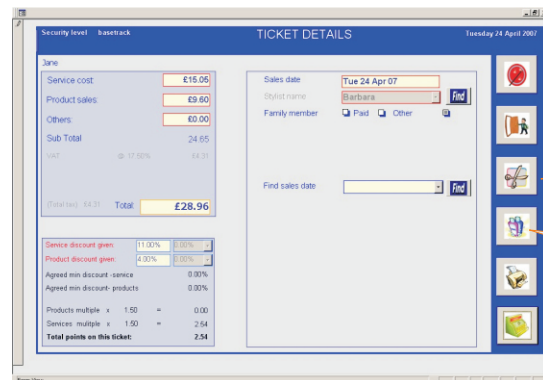 Security level basetrack TICKET DETAILS Tuesday 24 April 2007
Jane
Service cost: £15.05
Product sales: £9.60
Others: £0.00
Sub Total 24.65
VAT @ 17.50% £4.31
(Total tax) £4.31 Total: £28.96
Sales date Tue 24 Apr 07
Stylist name Barbara Find
Family member Paid Other
Find sales date Find
Service discount given: 11.00% 0.00%
Product discount given: 4.00% 0.00%
Agreed min discount -service 0.00%
Agreed min discount- products 0.00%
Products multiple x 1.50 = 0.00
Services mulitple x 1.50 = 2.54
Total points on this ticket: 2.54